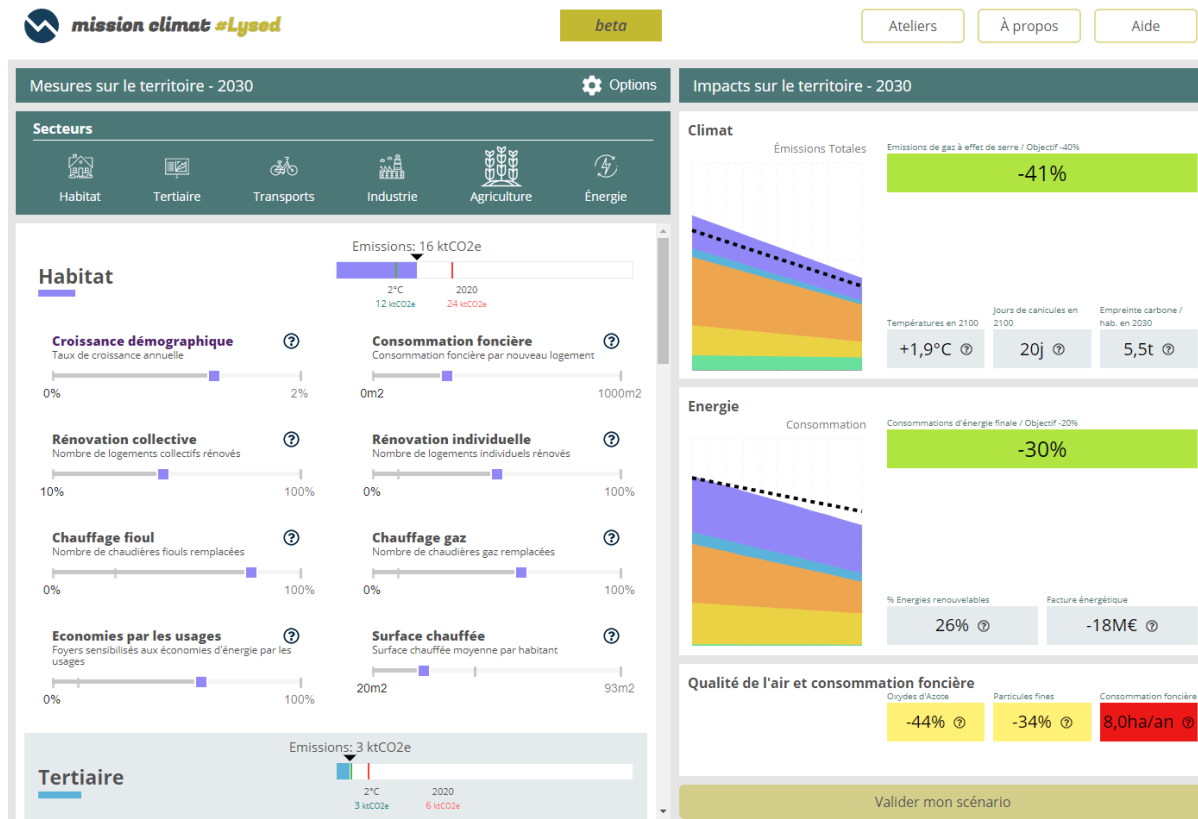 mission climat #Lysed
beta
Ateliers
À propos
Aide
Mesures sur le territoire - 2030
Options
Secteurs
Habitat
Tertiaire
Transports
Industrie
Agriculture
Énergie
Habitat
Emissions: 16 ktCO2e
2°C
2020
12 ktCO2e
24 ktCO2e
Croissance démographique
Taux de croissance annuelle
0%
2%
Consommation foncière
Consommation foncière par nouveau logement
0m2
1000m2
Rénovation collective
Nombre de logements collectifs rénovés
10%
100%
Rénovation individuelle
Nombre de logements individuels rénovés
0%
100%
Chauffage fioul
Nombre de chaudières fiouls remplacées
0%
100%
Chauffage gaz
Nombre de chaudières gaz remplacées
0%
100%
Economies par les usages
Foyers sensibilisés aux économies d'énergie par les
usages
0%
100%
Surface chauffée
Surface chauffée moyenne par habitant
20m2
93m2
Tertiaire
Emissions: 3 ktCO2e
2°C
2020
3 ktCO2e
6 ktCO2e
Impacts sur le territoire - 2030
Climat
Émissions Totales
Emissions de gaz à effet de serre / Objectif -40%
-41%
Températures en 2100
+1,9°C
Jours de canicules en
2100
20j
Empreinte carbone /
hab. en 2030
5,5t
Energie
Consommation
Consommations d'énergie finale / Objectif -20%
-30%
% Energies renouvelables
26%
Facture énergétique
-18M€
Qualité de l'air et consommation foncière
Oxydes d'Azote
-44%
Particules fines
-34%
Consommation foncière
8,0ha/an
Valider mon scénario